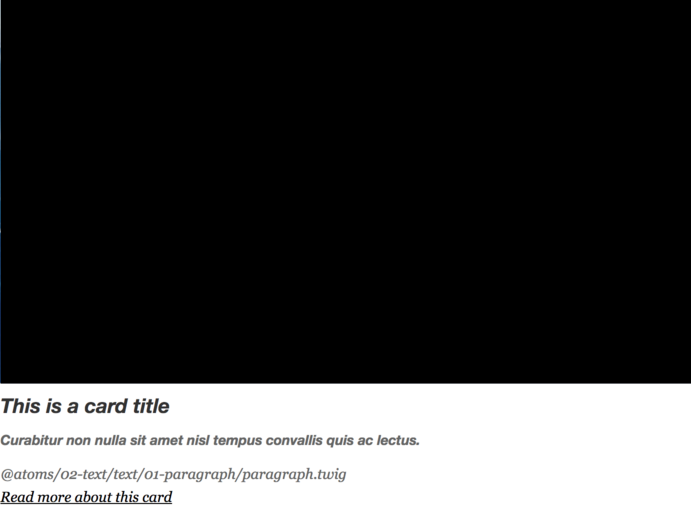 This is a card title
Curabitur non nulla sit amet nisl tempus convallis quis ac lectus.
@atoms/02-text/text/01-paragraph/paragraph.twig
Read more about this card